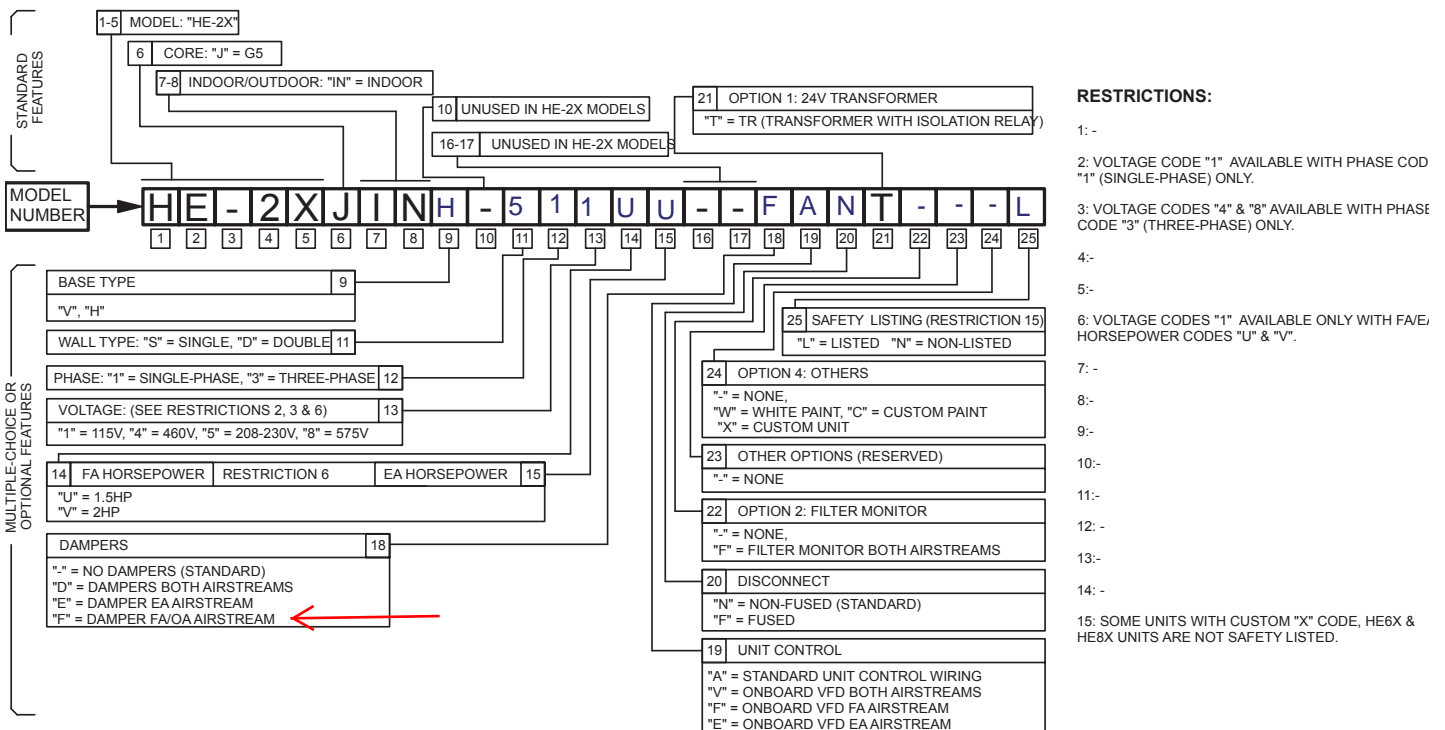 STANDARD
FEATURES
1-5 MODEL: "HE-2X"
6 CORE: "J" = G5
7-8 INDOOR/OUTDOOR: "IN" = INDOOR
10 UNUSED IN HE-2X MODELS
16-17 UNUSED IN HE-2X MODELS
21 OPTION 1: 24V TRANSFORMER
"T" = TR (TRANSFORMER WITH ISOLATION RELAY)
MODEL
NUMBER
H E - 2 X J I N H - 5 1 1 U U - - F A N T - - - L
1 2 3 4 5 6 7 8 9 10 11 12 13 14 15 16 17 18 19 20 21 22 23 24 25
MULTIPLE-CHOICE OR
OPTIONAL FEATURES
BASE TYPE 9
"V", "H"
WALL TYPE: "S" = SINGLE, "D" = DOUBLE 11
PHASE: "1" = SINGLE-PHASE, "3" = THREE-PHASE 12
VOLTAGE: (SEE RESTRICTIONS 2, 3 & 6) 13
"1" = 115V, "4" = 460V, "5" = 208-230V, "8" = 575V
14 FA HORSEPOWER RESTRICTION 6 EA HORSEPOWER 15
"U" = 1.5HP
"V" = 2HP
DAMPERS 18
"-" = NO DAMPERS (STANDARD)
"D" = DAMPERS BOTH AIRSTREAMS
"E" = DAMPER EA AIRSTREAM
"F" = DAMPER FA/OA AIRSTREAM
25 SAFETY LISTING (RESTRICTION 15)
"L" = LISTED "N" = NON-LISTED
24 OPTION 4: OTHERS
"-" = NONE,
"W" = WHITE PAINT, "C" = CUSTOM PAINT
"X" = CUSTOM UNIT
23 OTHER OPTIONS (RESERVED)
"-" = NONE
22 OPTION 2: FILTER MONITOR
"-" = NONE,
"F" = FILTER MONITOR BOTH AIRSTREAMS
20 DISCONNECT
"N" = NON-FUSED (STANDARD)
"F" = FUSED
19 UNIT CONTROL
"A" = STANDARD UNIT CONTROL WIRING
"V" = ONBOARD VFD BOTH AIRSTREAMS
"F" = ONBOARD VFD FA AIRSTREAM
"E" = ONBOARD VFD EA AIRSTREAM
RESTRICTIONS:
1: -
2: VOLTAGE CODE "1" AVAILABLE WITH PHASE COD
"1" (SINGLE-PHASE) ONLY.
3: VOLTAGE CODES "4" & "8" AVAILABLE WITH PHASE
CODE "3" (THREE-PHASE) ONLY.
4:-
5:-
6: VOLTAGE CODES "1" AVAILABLE ONLY WITH FA/EA
HORSEPOWER CODES "U" & "V".
7: -
8:-
9:-
10:-
11:-
12: -
13:-
14: -
15: SOME UNITS WITH CUSTOM "X" CODE, HE6X &
HE8X UNITS ARE NOT SAFETY LISTED.